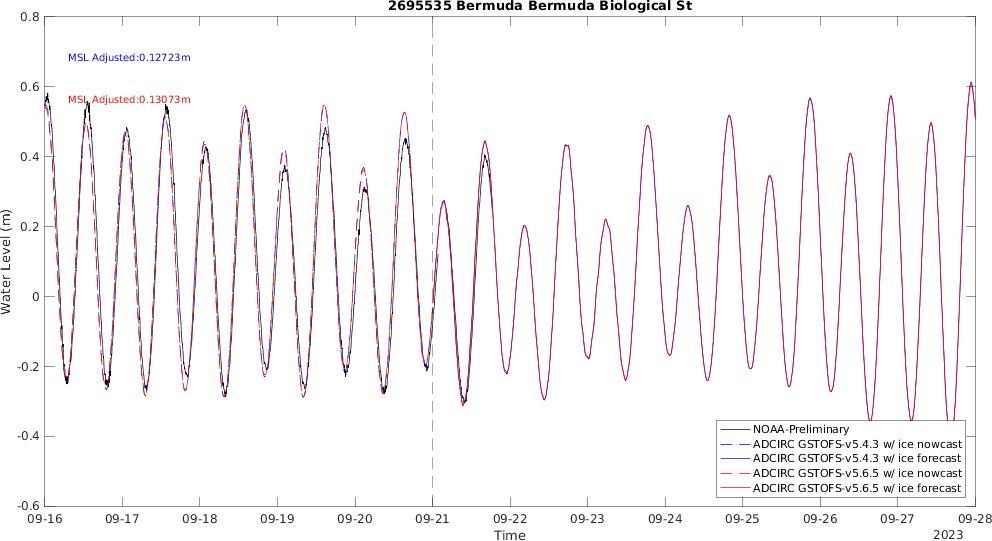 2695535 Bermuda Bermuda Biological St
0.8
0.6
0.4
0.2
0
-0.2
-0.4
-0.6
Water Level (m)
MSL Adjusted:0.12723m
MSL Adjusted:0.13073m
NOAA-Preliminary
ADCIRC GSTOFS-v5.4.3 w/ ice nowcast
ADCIRC GSTOFS-v5.4.3 w/ ice forecast
ADCIRC GSTOFS-v5.6.5 w/ ice nowcast
ADCIRC GSTOFS-v5.6.5 w/ ice forecast
09-16 09-17 09-18 09-19 09-20 09-21 09-22 09-23 09-24 09-25 09-26 09-27 09-28
Time
2023